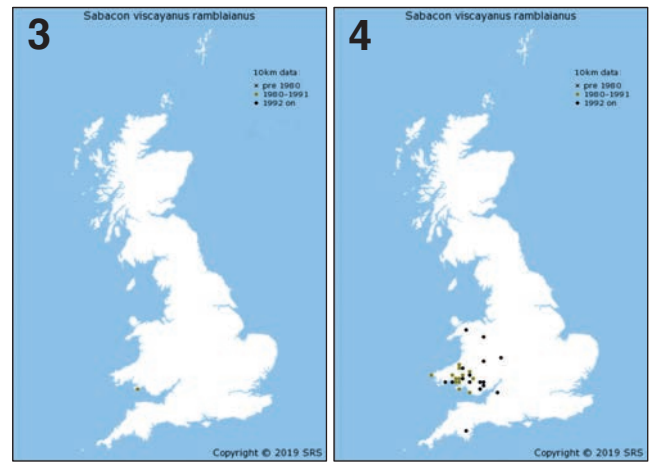 3
Sabacon viscayanus ramblaianus
10km data:
pre 1980
1980-1991
1992 on
Copyright © 2019 SRS
4
Sabacon viscayanus ramblaianus
10km data:
pre 1980
1980-1991
1992 on
Copyright © 2019 SRS